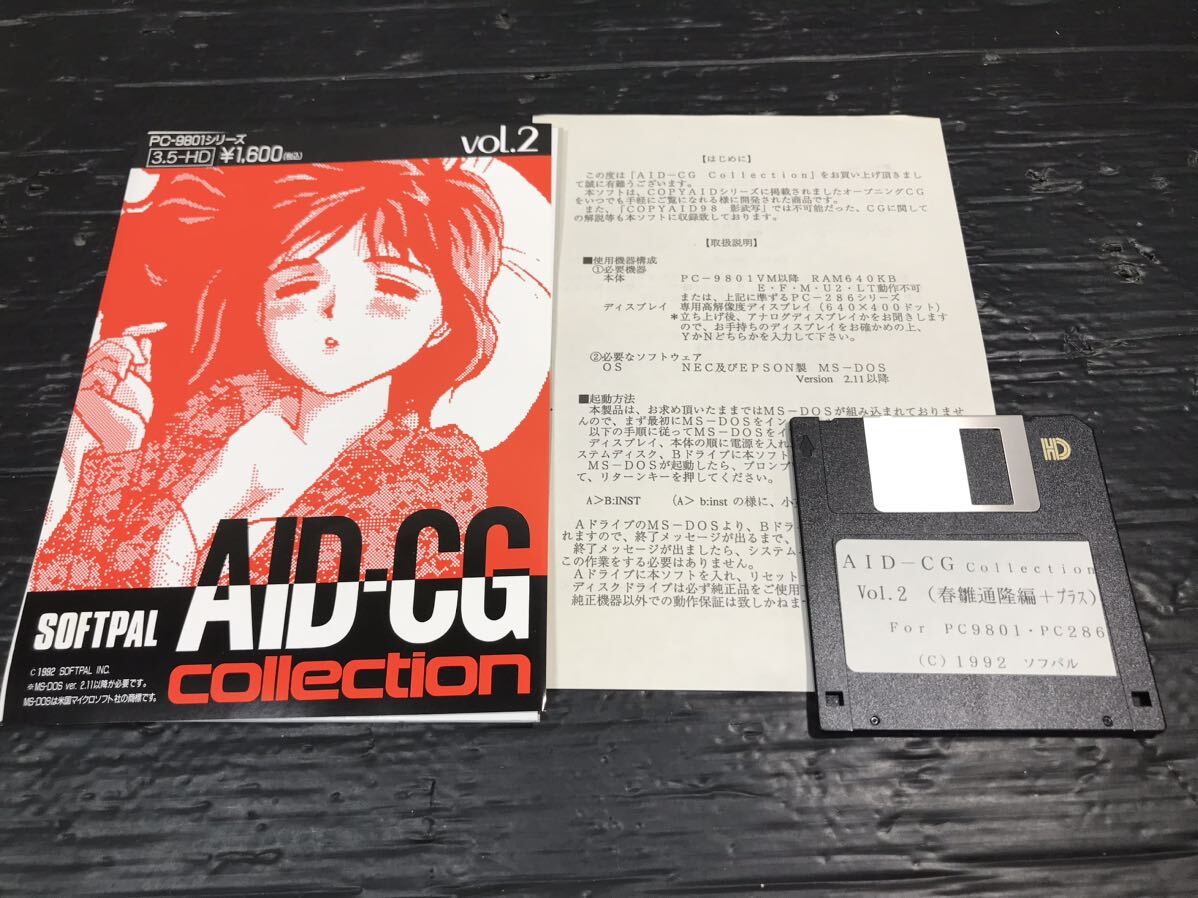 PC-9801シリーズ
3.5-HD ¥1,600(税込)
vol.2
AID-CG
collection
SOFTPAL
C 1992 SOFTPAL INC.
※MS-DOS ver. 2.11以降が必要です。
MS-DOSは米国マイクロソフト社の商標です。
【はじめに】
この度は「AID-CG Collection」をお買い上げ頂きまし
て誠に有難うございます。
本ソフトは、COPYAIDシリーズに掲載されましたオープニングCG
をいつでも手軽にご覧になれる様に開発された商品です。
また、「COPYAID98 影武写」では不可能だった、CGに関して
の解説等も本ソフトに収録致しております。
【取扱説明】
■使用機器構成
①必要機器
本体 PC-9801VM以降 RAM640KB
E・F・M・U2・LT動作不可
または、上記に準ずるPC-286シリーズ
ディスプレイ 専用高解像度ディスプレイ(640×400ドット)
*立ち上げ後、アナログディスプレイかをお聞きします
ので、お手持ちのディスプレイをお確かめの上、
YかNどちらかを入力して下さい。
②必要なソフトウェア
OS NEC及びEPSON製 MS-DOS
Version 2.11以降
■起動方法
本製品は、お求め頂いたままではMS-DOSが組み込まれておりませ
んので、まず最初にMS-DOSをイン
以下の手順に従ってMS-DOSをイ
ディスプレイ、本体の順に電源を入れ
ステムディスク、Bドライブに本ソフト
MS-DOSが起動したら、プロンプ
て、リターンキーを押してください。
A>B:INST (A> b:inst の様に、小
AドライブのMS-DOSより、Bドラ
れますので、終了メッセージが出るまで、
終了メッセージが出ましたら、システム
この作業をする必要はありません。
Aドライブに本ソフトを入れ、リセット
ディスクドライブは必ず純正品をご使用
純正機器以外での動作保証は致しかねま
HD
AID-CG Collection
Vol.2 (春雛通隆編+プラス)
For PC9801・PC286
(C) 1992 ソフパル